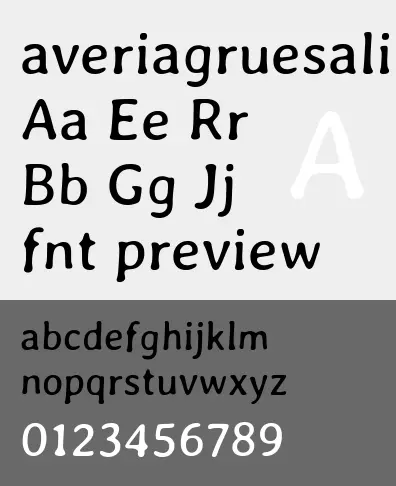 averiagruesali
Aa Ee Rr
A
Bb Gg Jj
fnt preview
abcdefghijklm
nopqrstuvwxyz
0123456789